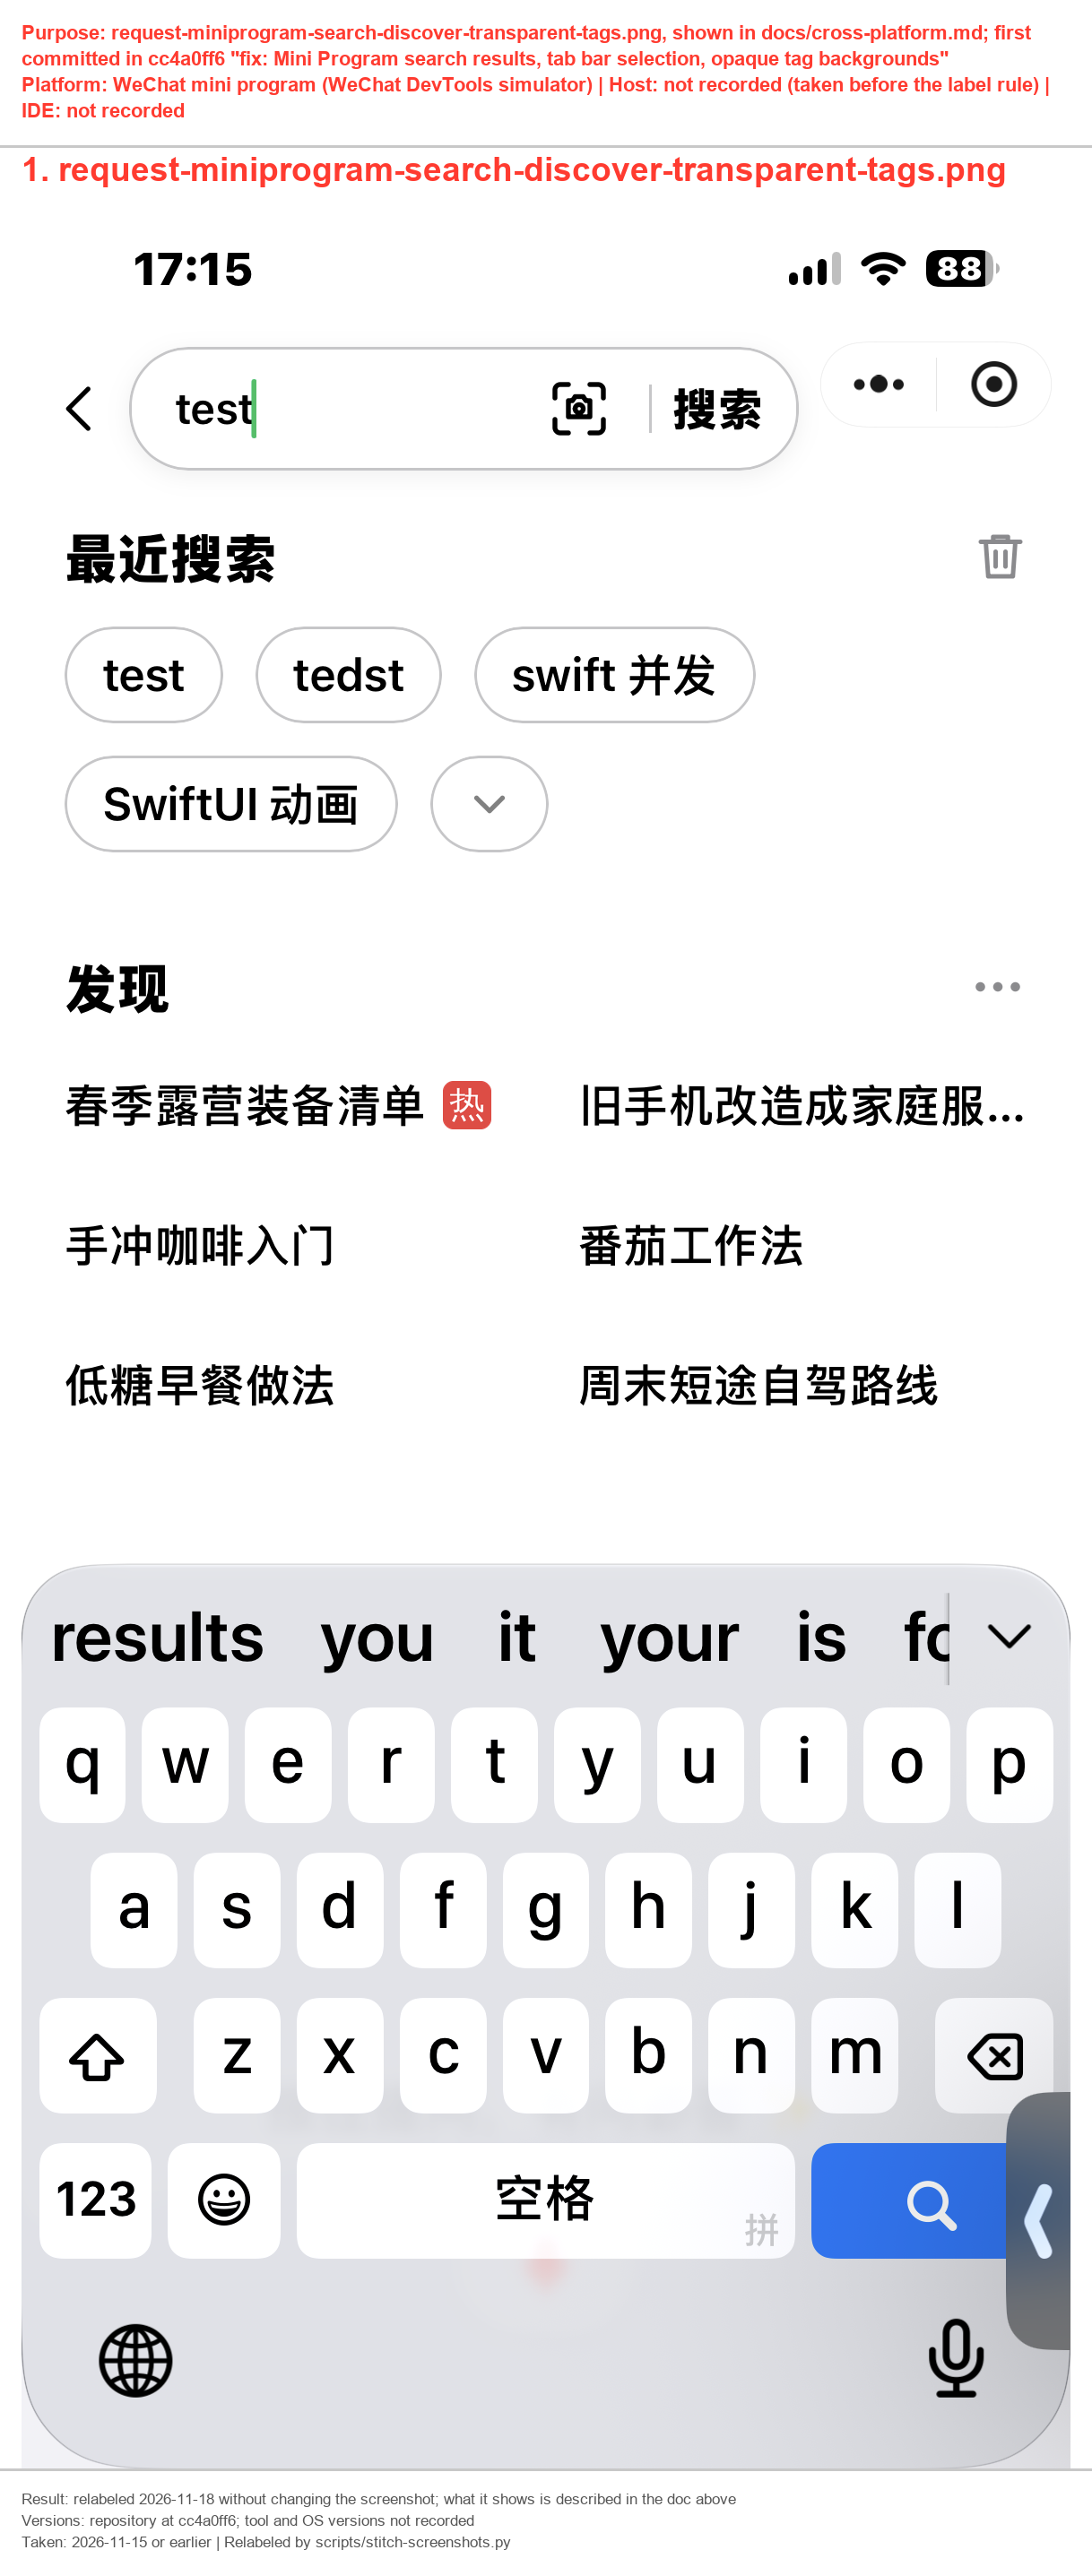 Purpose: request-miniprogram-search-discover-transparent-tags.png, shown in docs/cross-platform.md; first
committed in cc4a0ff6 "fix: Mini Program search results, tab bar selection, opaque tag backgrounds"
Platform: WeChat mini program (WeChat DevTools simulator) | Host: not recorded (taken before the label rule) |
IDE: not recorded
1. request-miniprogram-search-discover-transparent-tags.png
17:15 88
test 搜索
最近搜索
test tedst swift 并发
SwiftUI 动画
发现
春季露营装备清单 热 旧手机改造成家庭服...
手冲咖啡入门 番茄工作法
低糖早餐做法 周末短途自驾路线
results you it your is fo
q w e r t y u i o p
a s d f g h j k l
z x c v b n m
123 空格 拼
Result: relabeled 2026-11-18 without changing the screenshot; what it shows is described in the doc above
Versions: repository at cc4a0ff6; tool and OS versions not recorded
Taken: 2026-11-15 or earlier | Relabeled by scripts/stitch-screenshots.py